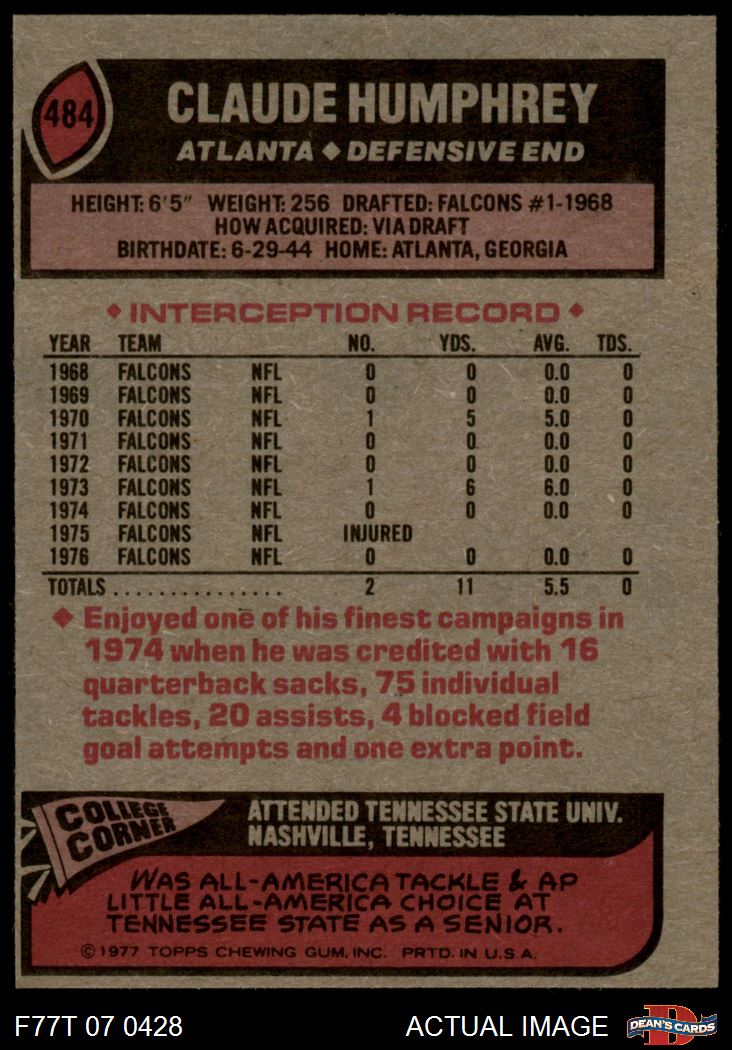 484
CLAUDE HUMPHREY
ATLANTA ◆ DEFENSIVE END
HEIGHT: 6'5" WEIGHT: 256 DRAFTED: FALCONS #1-1968
HOW ACQUIRED: VIA DRAFT
BIRTHDATE: 6-29-44 HOME: ATLANTA, GEORGIA
◆ INTERCEPTION RECORD ◆
YEAR TEAM NO. YDS. AVG. TDS.
1968 FALCONS NFL 0 0 0.0 0
1969 FALCONS NFL 0 0 0.0 0
1970 FALCONS NFL 1 5 5.0 0
1971 FALCONS NFL 0 0 0.0 0
1972 FALCONS NFL 0 0 0.0 0
1973 FALCONS NFL 1 6 6.0 0
1974 FALCONS NFL 0 0 0.0 0
1975 FALCONS NFL INJURED
1976 FALCONS NFL 0 0 0.0 0
TOTALS ............... 2 11 5.5 0
◆ Enjoyed one of his finest campaigns in
1974 when he was credited with 16
quarterback sacks, 75 individual
tackles, 20 assists, 4 blocked field
goal attempts and one extra point.
COLLEGE
CORNER
ATTENDED TENNESSEE STATE UNIV.
NASHVILLE, TENNESSEE
WAS ALL-AMERICA TACKLE & AP
LITTLE ALL-AMERICA CHOICE AT
TENNESSEE STATE AS A SENIOR.
© 1977 TOPPS CHEWING GUM, INC. PRTD. IN U.S.A.
F77T 07 0428 ACTUAL IMAGE D DEAN'S CARDS